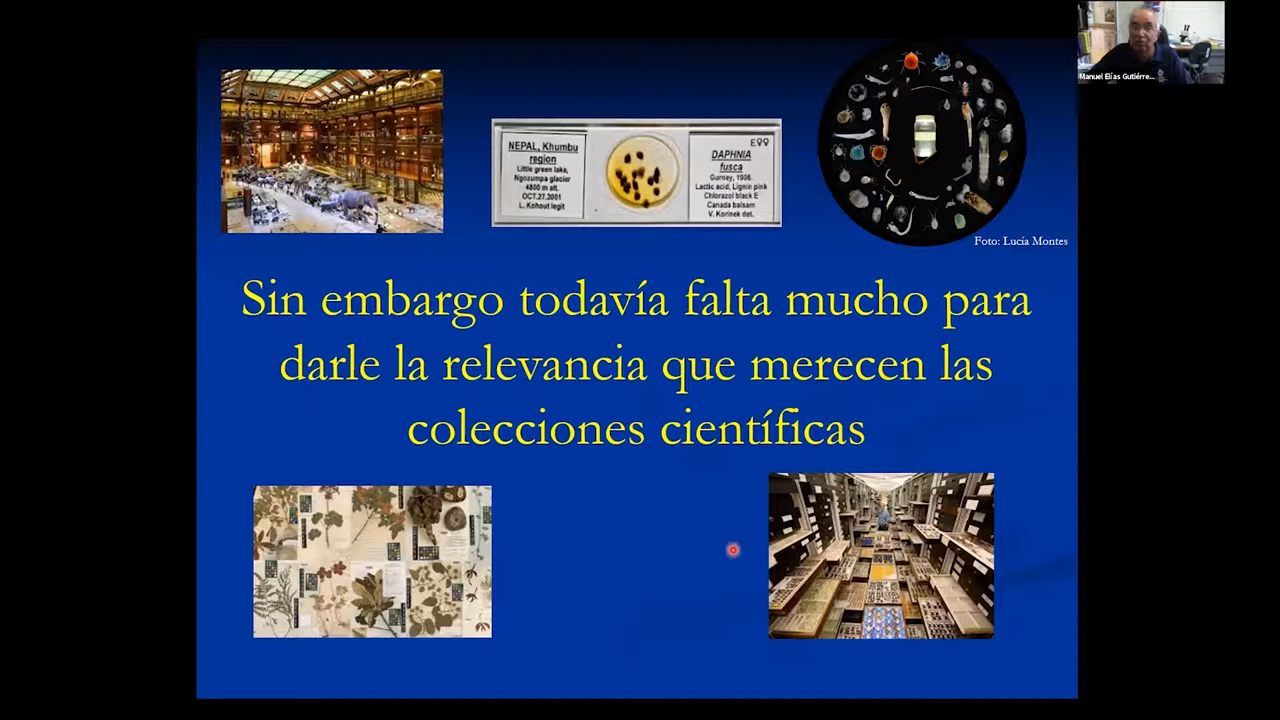 Manuel Elías Gutiérre...
NEPAL, Khumbu
region
Little green lake,
Ngozumpa glacier
4800 m alt.
OCT.27.2001
L. Kohout legit
E♀♀
DAPHNIA
fusca
Gurney, 1906.
Lactic acid, Lignin pink
Chlorazol black E
Canada balsam
V. Korinek det.
Foto: Lucía Montes
Sin embargo todavía falta mucho para
darle la relevancia que merecen las
colecciones científicas